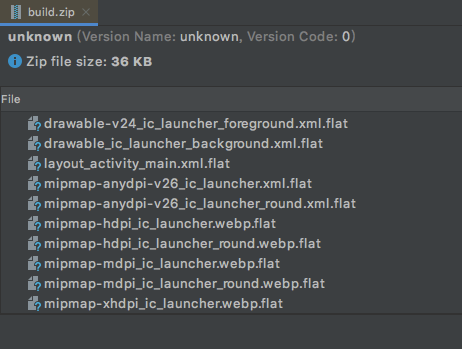 build.zip
unknown (Version Name: unknown, Version Code: 0)
Zip file size: 36 KB
File
drawable-v24_ic_launcher_foreground.xml.flat
drawable_ic_launcher_background.xml.flat
layout_activity_main.xml.flat
mipmap-anydpi-v26_ic_launcher.xml.flat
mipmap-anydpi-v26_ic_launcher_round.xml.flat
mipmap-hdpi_ic_launcher.webp.flat
mipmap-hdpi_ic_launcher_round.webp.flat
mipmap-mdpi_ic_launcher.webp.flat
mipmap-mdpi_ic_launcher_round.webp.flat
mipmap-xhdpi_ic_launcher.webp.flat